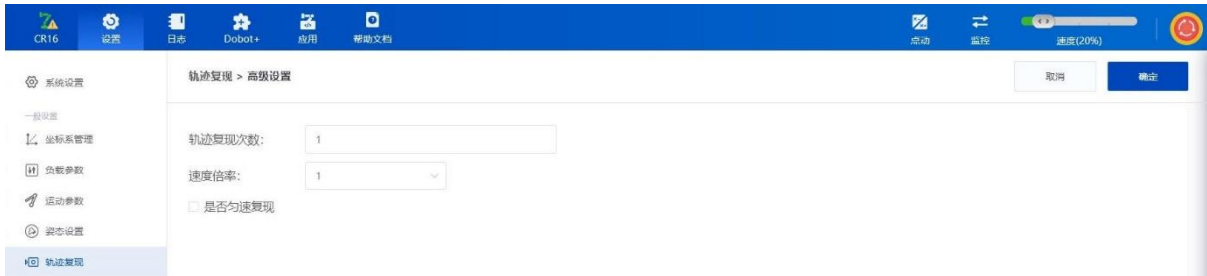 CR16
设置
日志
Dobot+
应用
帮助文档
点动
监控
速度(20%)
系统设置
一般设置
坐标系管理
负载参数
运动参数
姿态设置
轨迹复现
轨迹复现 > 高级设置
取消
确定
轨迹复现次数:
1
速度倍率:
1
是否匀速复现